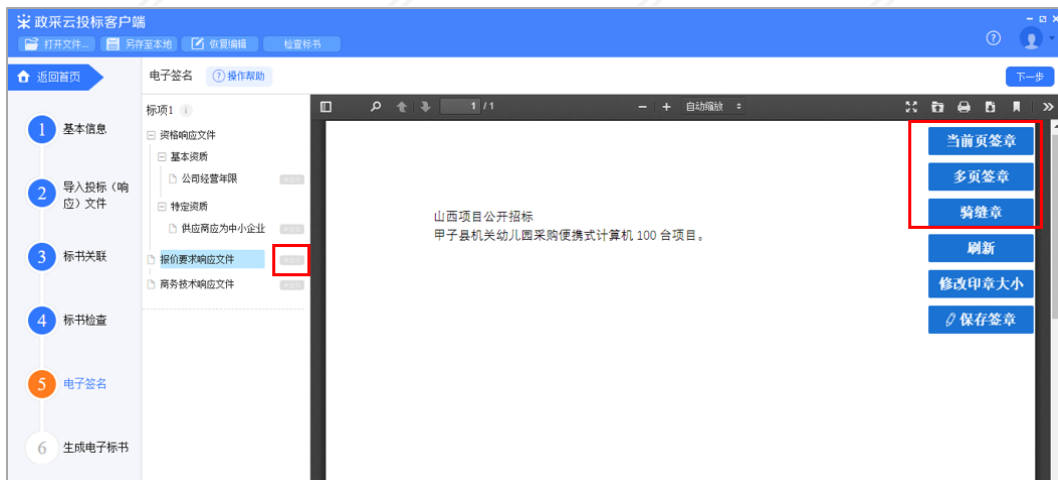 政采云投标客户端
打开文件... 另存至本地 恢复编辑 检查标书
返回首页 电子签名 操作帮助 下一步
标项1
1 / 1
自动缩放
1 基本信息
2 导入投标（响应）文件
3 标书关联
4 标书检查
5 电子签名
6 生成电子标书
资格响应文件
基本资质
公司经营年限
特定资质
供应商应为中小企业
报价要求响应文件
商务技术响应文件
山西项目公开招标
甲子县机关幼儿园采购便携式计算机 100 台项目。
当前页签章
多页签章
骑缝章
刷新
修改印章大小
保存签章